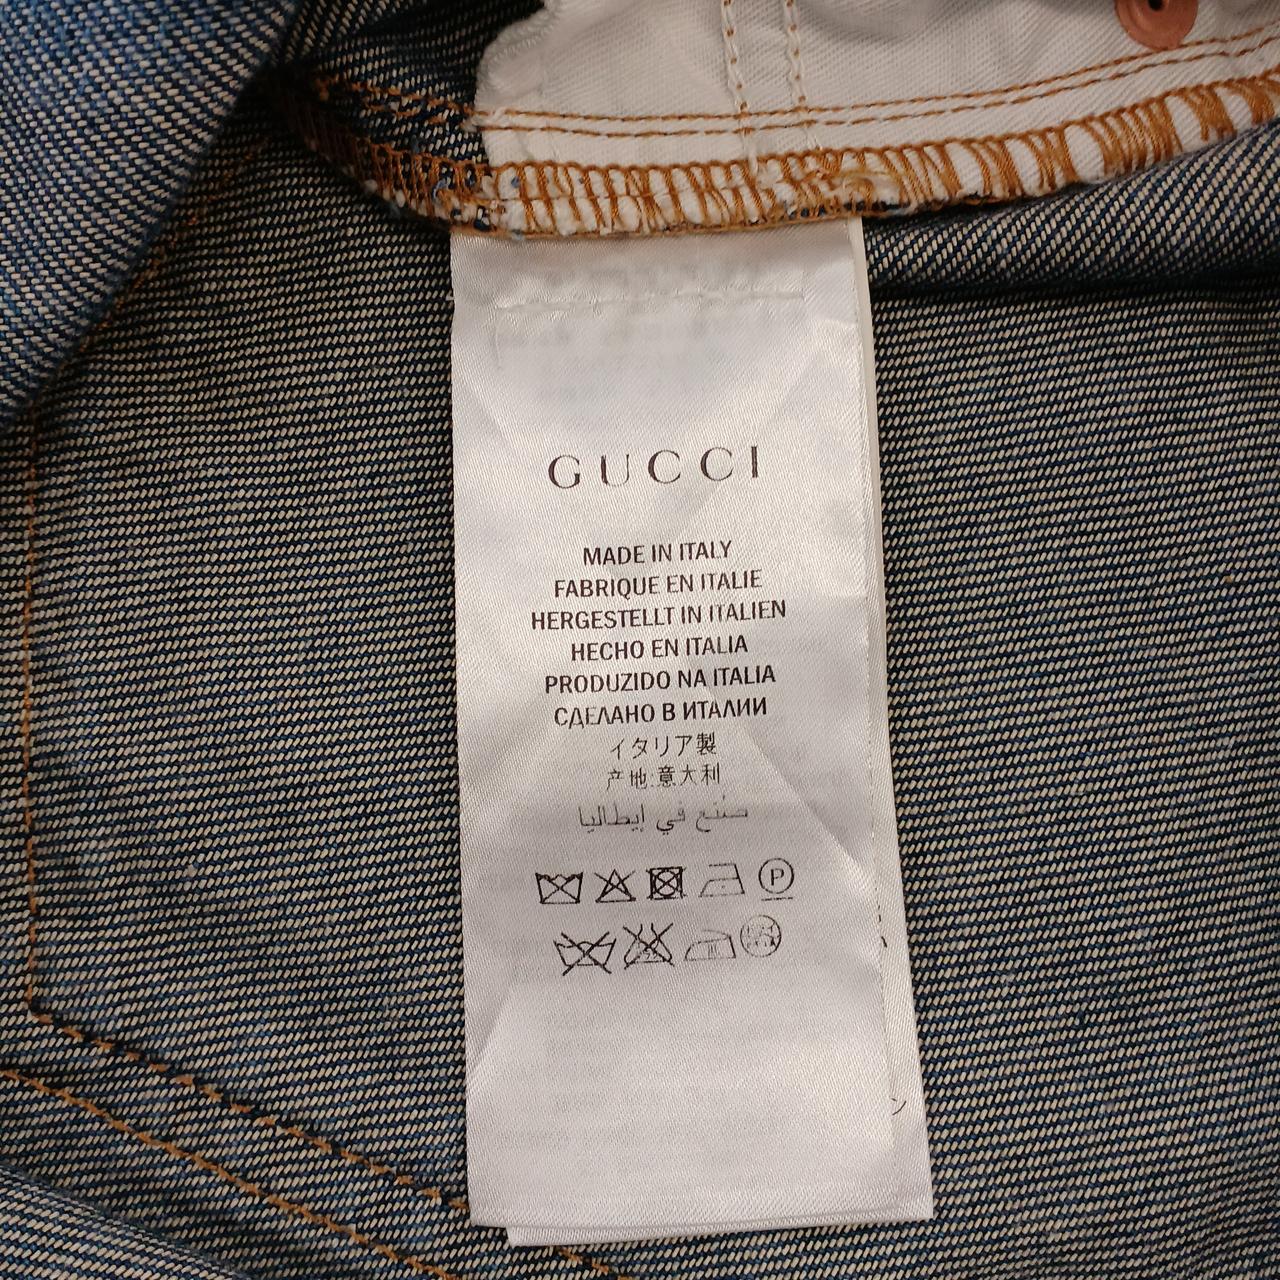 GUCCI
MADE IN ITALY
FABRIQUE EN ITALIE
HERGESTELLT IN ITALIEN
HECHO EN ITALIA
PRODUZIDO NA ITALIA
СДЕЛАНО В ИТАЛИИ
イタリア製
产地:意大利
صنع في إيطاليا
P